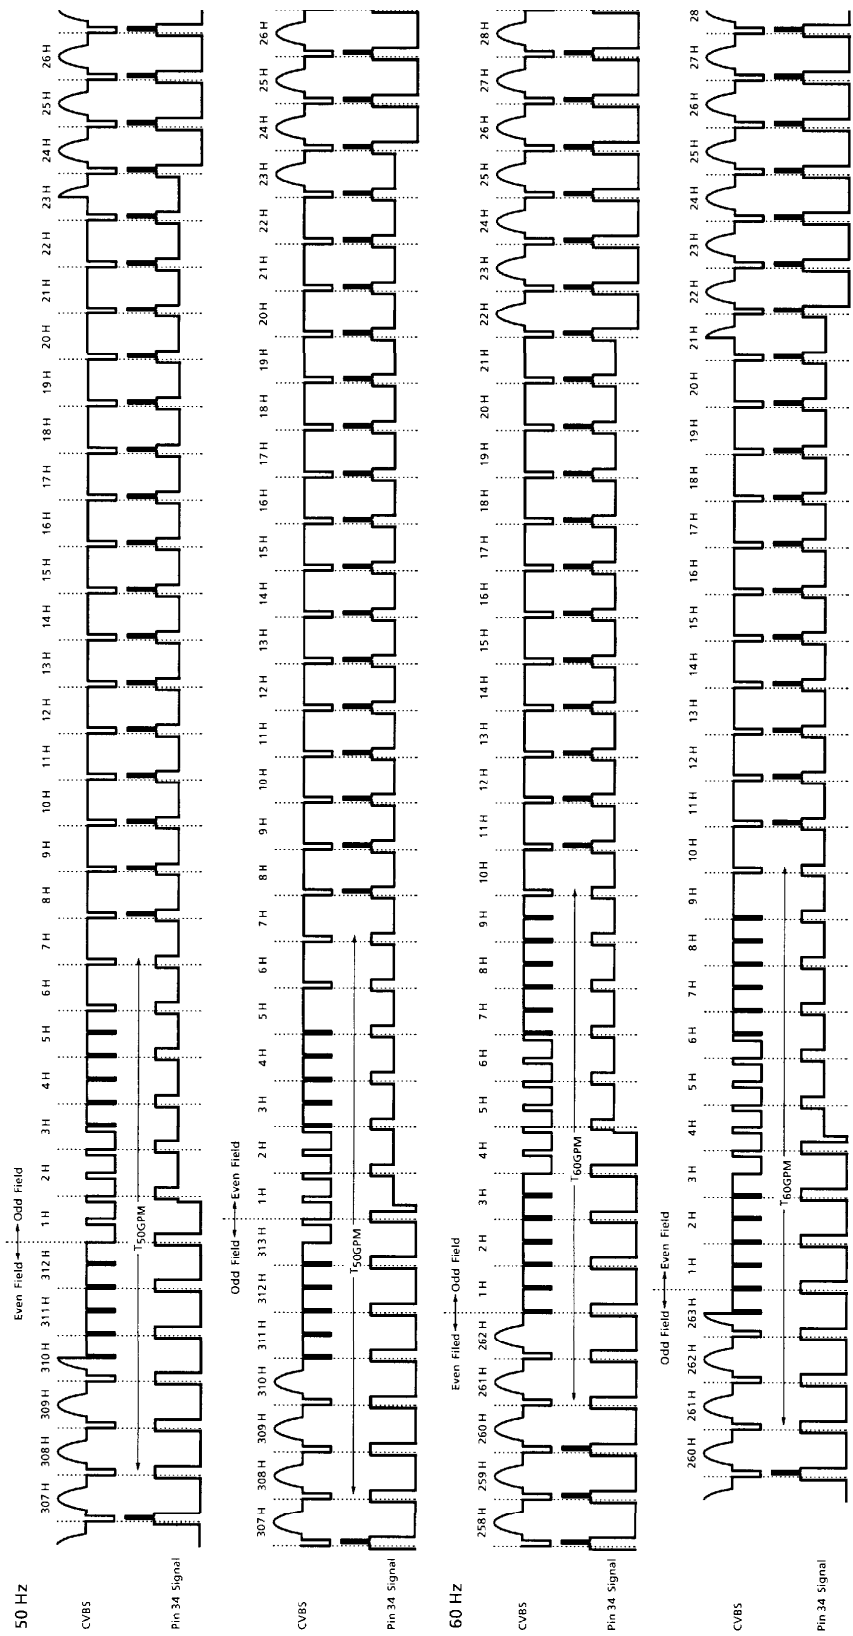 50 Hz
Even Field Odd Field
307 H 308 H 309 H 310 H 311 H 312 H 1 H 2 H 3 H 4 H 5 H 6 H 7 H 8 H 9 H 10 H 11 H 12 H 13 H 14 H 15 H 16 H 17 H 18 H 19 H 20 H 21 H 22 H 23 H 24 H 25 H 26 H
CVBS
T50GPM
Pin 34 Signal
Odd Field Even Field
307 H 308 H 309 H 310 H 311 H 312 H 313 H 1 H 2 H 3 H 4 H 5 H 6 H 7 H 8 H 9 H 10 H 11 H 12 H 13 H 14 H 15 H 16 H 17 H 18 H 19 H 20 H 21 H 22 H 23 H 24 H 25 H 26 H
CVBS
T50GPM
Pin 34 Signal
60 Hz
Even Filled Odd Field
258 H 259 H 260 H 261 H 262 H 1 H 2 H 3 H 4 H 5 H 6 H 7 H 8 H 9 H 10 H 11 H 12 H 13 H 14 H 15 H 16 H 17 H 18 H 19 H 20 H 21 H 22 H 23 H 24 H 25 H 26 H 27 H 28 H
CVBS
T60GPM
Pin 34 Signal
Odd Field Even Field
260 H 261 H 262 H 263 H 1 H 2 H 3 H 4 H 5 H 6 H 7 H 8 H 9 H 10 H 11 H 12 H 13 H 14 H 15 H 16 H 17 H 18 H 19 H 20 H 21 H 22 H 23 H 24 H 25 H 26 H 27 H 28
CVBS
T60GPM
Pin 34 Signal